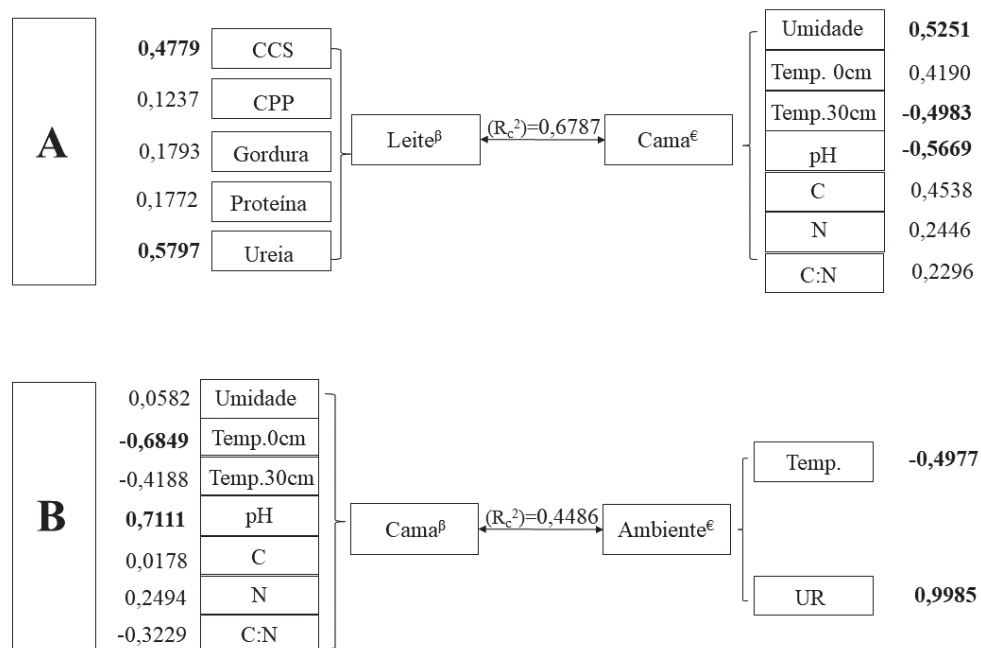 A
0,4779 CCS
0,1237 CPP
0,1793 Gordura
0,1772 Proteína
0,5797 Ureia
Leiteᵝ
(R_c²)=0,6787
Cama€
Umidade 0,5251
Temp. 0cm 0,4190
Temp.30cm -0,4983
pH -0,5669
C 0,4538
N 0,2446
C:N 0,2296
B
0,0582 Umidade
-0,6849 Temp.0cm
-0,4188 Temp.30cm
0,7111 pH
0,0178 C
0,2494 N
-0,3229 C:N
Camaᵝ
(R_c²)=0,4486
Ambiente€
Temp. -0,4977
UR 0,9985